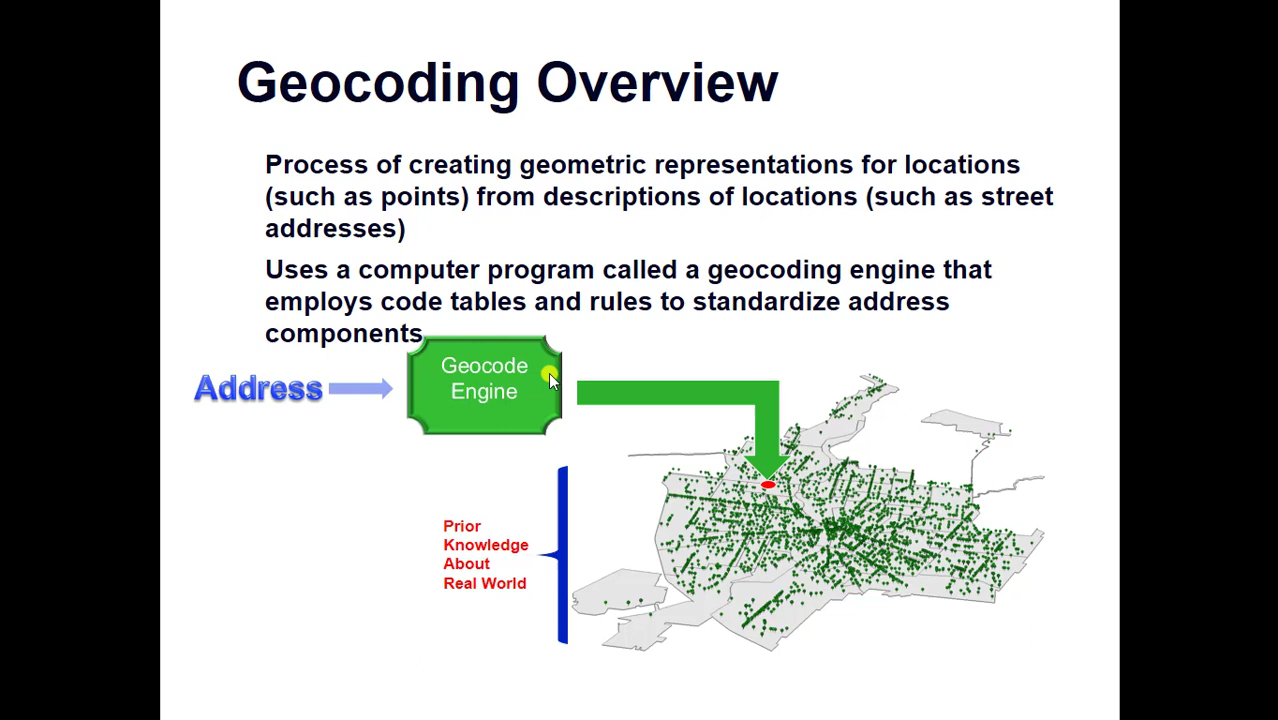 Geocoding Overview
Process of creating geometric representations for locations
(such as points) from descriptions of locations (such as street
addresses)
Uses a computer program called a geocoding engine that
employs code tables and rules to standardize address
components
Geocode
Engine
Address
Prior
Knowledge
About
Real World